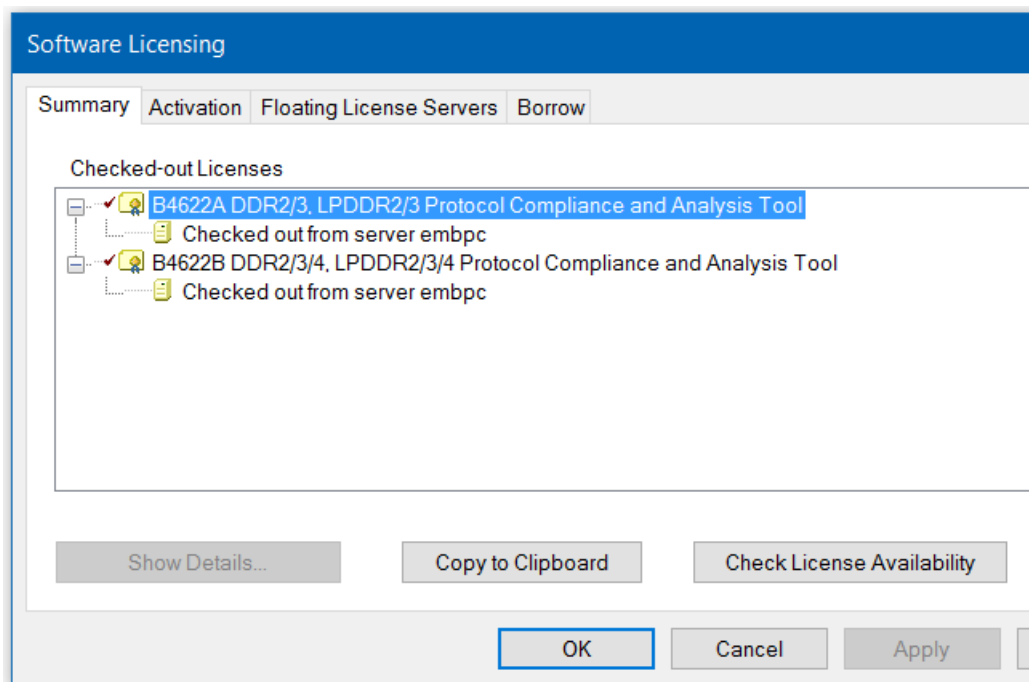 Software Licensing
Summary Activation Floating License Servers Borrow
Checked-out Licenses
B4622A DDR2/3, LPDDR2/3 Protocol Compliance and Analysis Tool
Checked out from server embpc
B4622B DDR2/3/4, LPDDR2/3/4 Protocol Compliance and Analysis Tool
Checked out from server embpc
Show Details... Copy to Clipboard Check License Availability
OK Cancel Apply